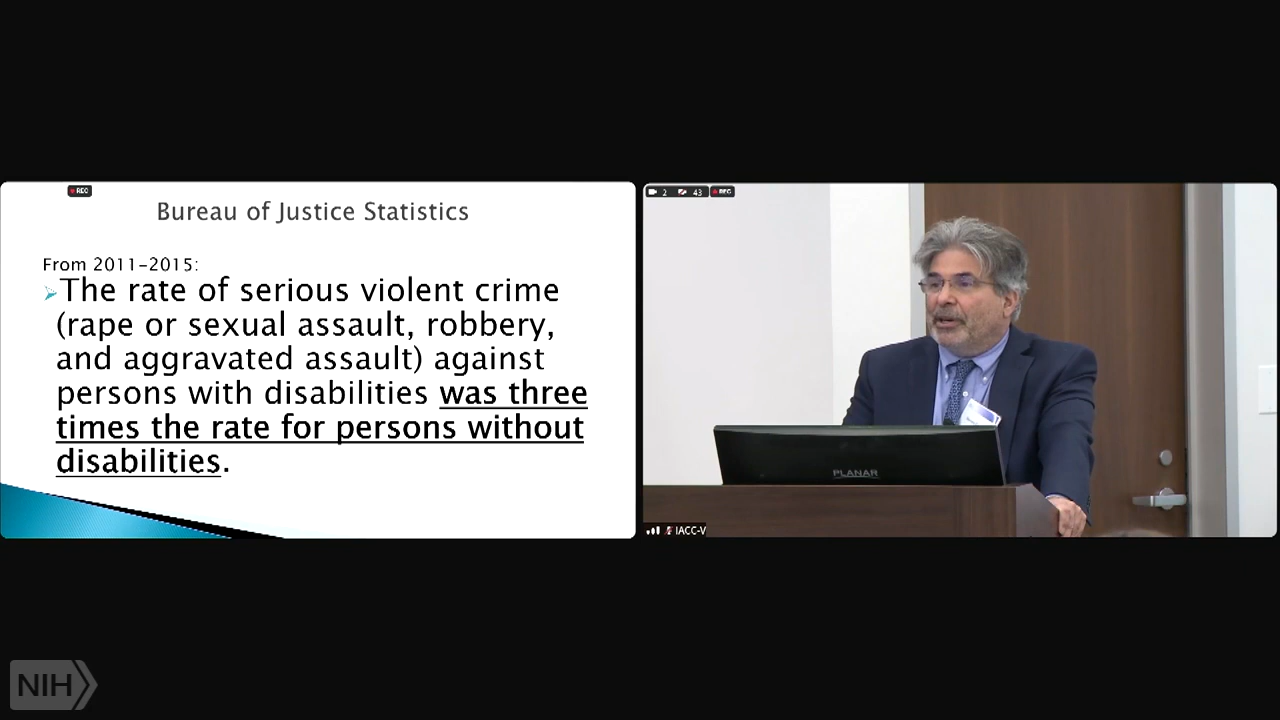 REC
Bureau of Justice Statistics
From 2011-2015:
The rate of serious violent crime
(rape or sexual assault, robbery,
and aggravated assault) against
persons with disabilities was three
times the rate for persons without
disabilities.
2 43 REC
PLANAR
IACC-V
NIH